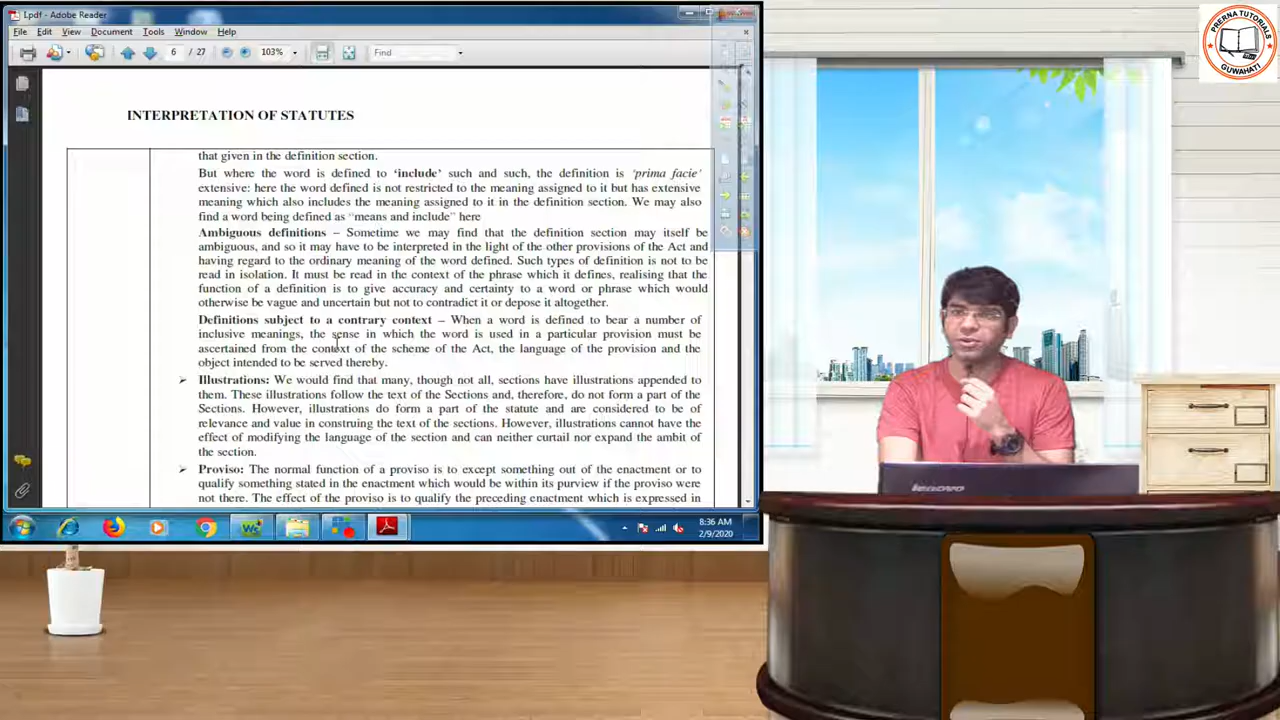 I.pdf - Adobe Reader
File Edit View Document Tools Window Help
6 / 27 103% Find
INTERPRETATION OF STATUTES
that given in the definition section.
But where the word is defined to ‘include’ such and such, the definition is ‘prima facie’
extensive: here the word defined is not restricted to the meaning assigned to it but has extensive
meaning which also includes the meaning assigned to it in the definition section. We may also
find a word being defined as “means and include” here
Ambiguous definitions – Sometime we may find that the definition section may itself be
ambiguous, and so it may have to be interpreted in the light of the other provisions of the Act and
having regard to the ordinary meaning of the word defined. Such types of definition is not to be
read in isolation. It must be read in the context of the phrase which it defines, realising that the
function of a definition is to give accuracy and certainty to a word or phrase which would
otherwise be vague and uncertain but not to contradict it or depose it altogether.
Definitions subject to a contrary context – When a word is defined to bear a number of
inclusive meanings, the sense in which the word is used in a particular provision must be
ascertained from the context of the scheme of the Act, the language of the provision and the
object intended to be served thereby.
➢ Illustrations: We would find that many, though not all, sections have illustrations appended to
them. These illustrations follow the text of the Sections and, therefore, do not form a part of the
Sections. However, illustrations do form a part of the statute and are considered to be of
relevance and value in construing the text of the sections. However, illustrations cannot have the
effect of modifying the language of the section and can neither curtail nor expand the ambit of
the section.
➢ Proviso: The normal function of a proviso is to except something out of the enactment or to
qualify something stated in the enactment which would be within its purview if the proviso were
not there. The effect of the proviso is to qualify the preceding enactment which is expressed in
8:36 AM
2/9/2020
PRERNA TUTORIALS
GUWAHATI
lenovo